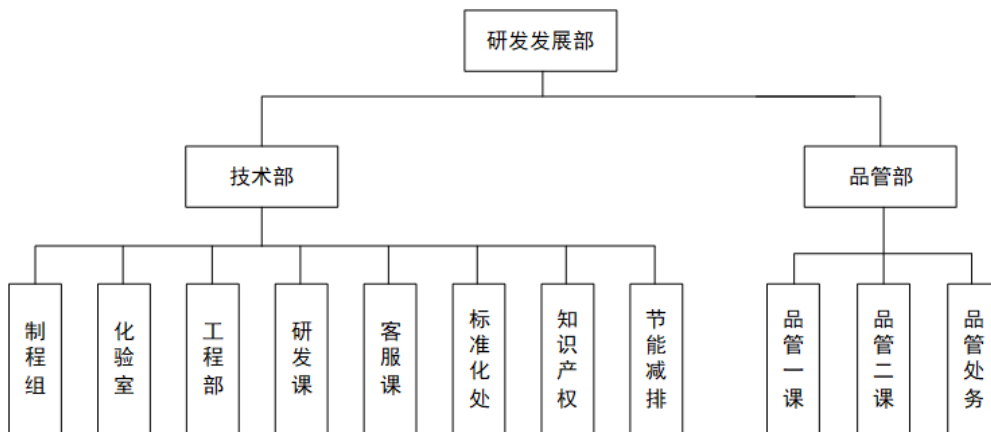 研发发展部
技术部
品管部
制程组
化验室
工程部
研发课
客服课
标准化处
知识产权
节能减排
品管一课
品管二课
品管处务